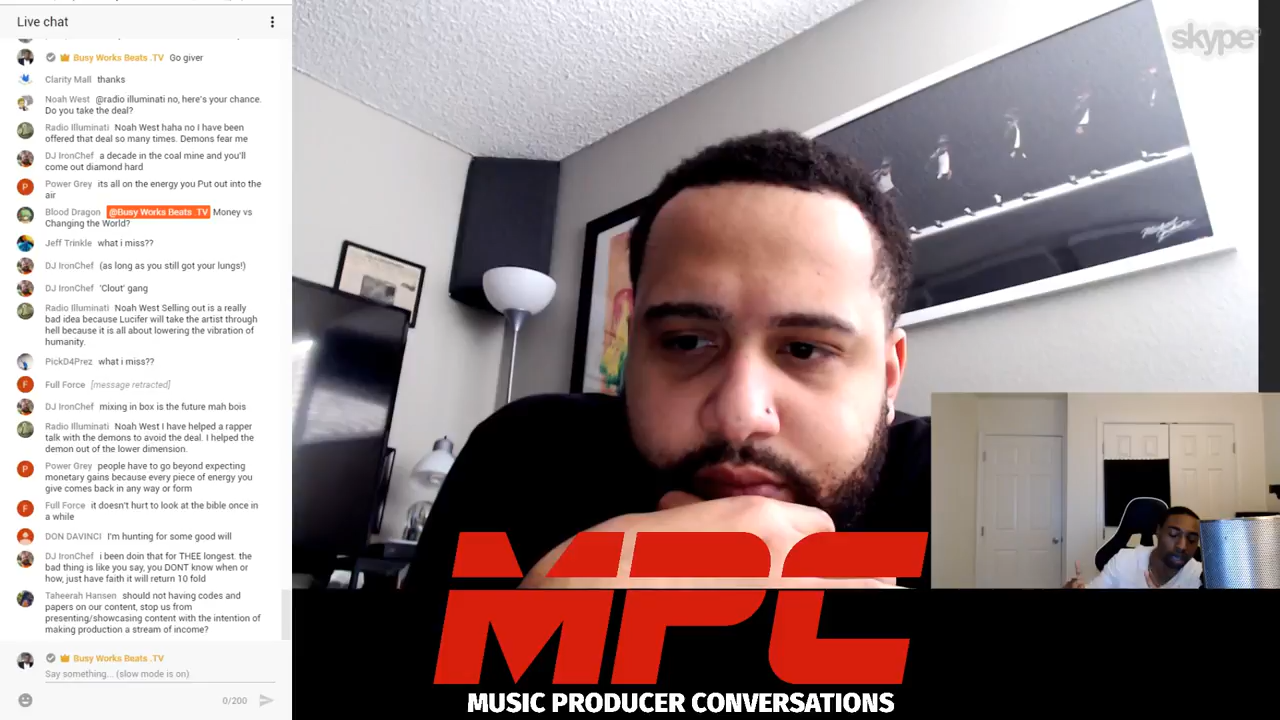 Live chat
Busy Works Beats .TV Go giver
Clarity Mall thanks
Noah West @radio illuminati no, here's your chance.
Do you take the deal?
Radio Illuminati Noah West haha no I have been
offered that deal so many times. Demons fear me
DJ IronChef a decade in the coal mine and you'll
come out diamond hard
P Power Grey its all on the energy you Put out into the
air
Blood Dragon @Busy Works Beats .TV Money vs
Changing the World?
Jeff Trinkle what i miss??
DJ IronChef (as long as you still got your lungs!)
DJ IronChef 'Clout' gang
Radio Illuminati Noah West Selling out is a really
bad idea because Lucifer will take the artist through
hell because it is all about lowering the vibration of
humanity.
PickD4Prez what i miss??
F Full Force [message retracted]
DJ IronChef mixing in box is the future mah bois
Radio Illuminati Noah West I have helped a rapper
talk with the demons to avoid the deal. I helped the
demon out of the lower dimension.
P Power Grey people have to go beyond expecting
monetary gains because every piece of energy you
give comes back in any way or form
F Full Force it doesn't hurt to look at the bible once in
a while
DON DAVINCI I'm hunting for some good will
DJ IronChef i been doin that for THEE longest. the
bad thing is like you say, you DONT know when or
how, just have faith it will return 10 fold
Taheerah Hansen should not having codes and
papers on our content, stop us from
presenting/showcasing content with the intention of
making production a stream of income?
Busy Works Beats .TV
Say something... (slow mode is on)
0/200
skype
MPC
MUSIC PRODUCER CONVERSATIONS